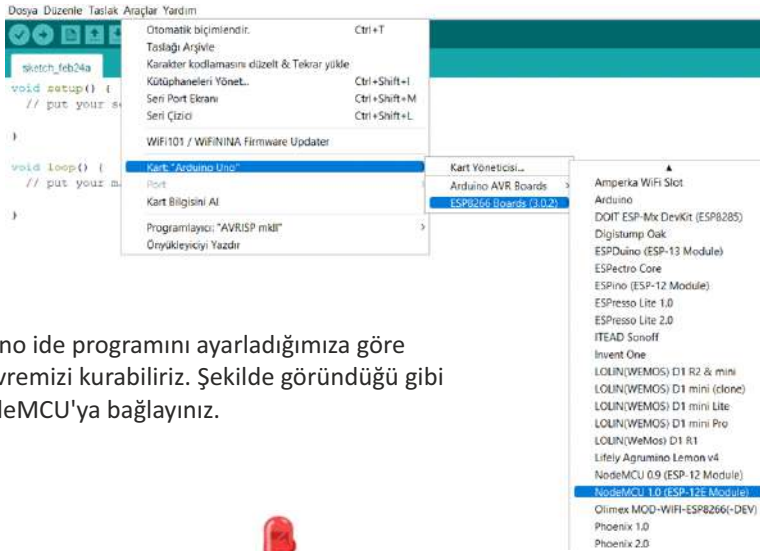 Dosya Düzenle Taslak Araçlar Yardım
sketch_feb24a
void setup() {
// put your se
}
void loop() {
// put your m
}
Otomatik biçimlendir. Ctrl+T
Taslağı Arşivle
Karakter kodlamasını düzelt & Tekrar yükle
Kütüphaneleri Yönet.. Ctrl+Shift+I
Seri Port Ekranı Ctrl+Shift+M
Seri Çizici Ctrl+Shift+L
WiFi101 / WiFiNINA Firmware Updater
Kart: "Arduino Uno"
Port
Kart Bilgisini Al
Programlayıcı: "AVRISP mkII"
Önyükleyiciyi Yazdır
Kart Yöneticisi...
Arduino AVR Boards
ESP8266 Boards (3.0.2)
Amperka WiFi Slot
Arduino
DOIT ESP-Mx DevKit (ESP8285)
Digistump Oak
ESPDuino (ESP-13 Module)
ESPectro Core
ESPino (ESP-12 Module)
ESPresso Lite 1.0
ESPresso Lite 2.0
ITEAD Sonoff
Invent One
LOLIN(WEMOS) D1 R2 & mini
LOLIN(WEMOS) D1 mini (clone)
LOLIN(WEMOS) D1 mini Lite
LOLIN(WEMOS) D1 mini Pro
LOLIN(WeMos) D1 R1
Lifely Agrumino Lemon v4
NodeMCU 0.9 (ESP-12 Module)
NodeMCU 1.0 (ESP-12E Module)
Olimex MOD-WIFI-ESP8266(-DEV)
Phoenix 1.0
Phoenix 2.0
no ide programını ayarladığımıza göre
vremizi kurabiliriz. Şekilde göründüğü gibi
deMCU'ya bağlayınız.